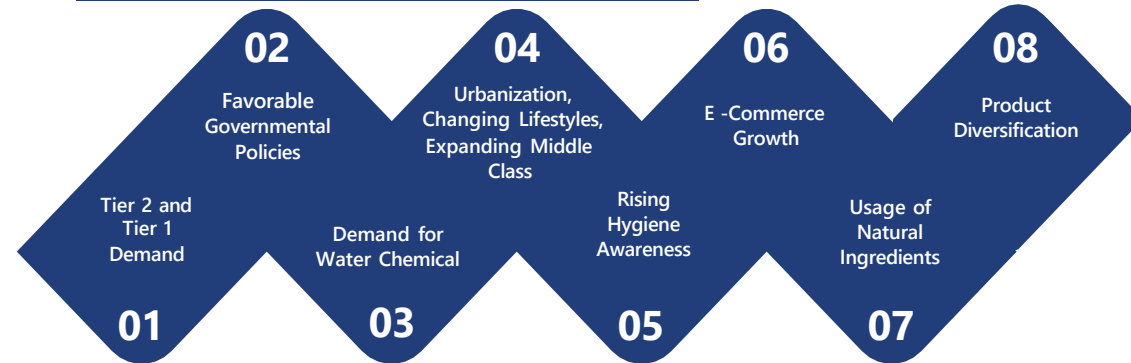 01
Tier 2 and
Tier 1
Demand
02
Favorable
Governmental
Policies
03
Demand for
Water Chemical
04
Urbanization,
Changing Lifestyles,
Expanding Middle
Class
05
Rising
Hygiene
Awareness
06
E -Commerce
Growth
07
Usage of
Natural
Ingredients
08
Product
Diversification